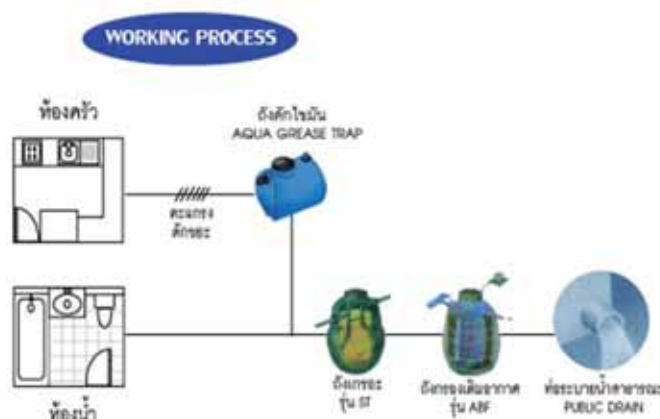 WORKING PROCESS
ห้องครัว
ถังดักไขมัน
AQUA GREASE TRAP
ตะแกรง
ดักขยะ
ห้องน้ำ
ถังเกรอะ
รุ่น ST
ถังกรองเติมอากาศ
รุ่น ABF
ท่อระบายน้ำสาธารณะ
PUBLIC DRAIN